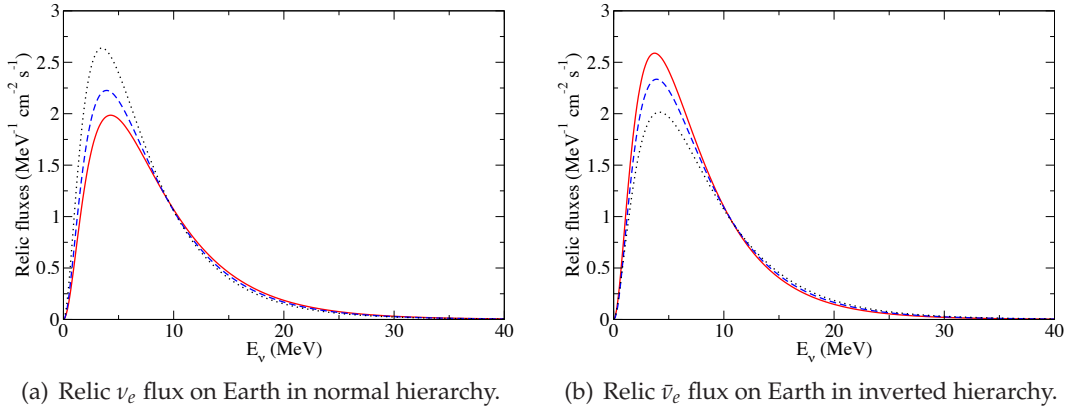 3
2.5
2
1.5
1
0.5
0
Relic fluxes (MeV⁻¹ cm⁻² s⁻¹)
0 10 20 30 40
E_ν (MeV)
3
2.5
2
1.5
1
0.5
0
Relic fluxes (MeV⁻¹ cm⁻² s⁻¹)
0 10 20 30 40
E_ν (MeV)
(a) Relic ν_e flux on Earth in normal hierarchy.
(b) Relic ν̄_e flux on Earth in inverted hierarchy.